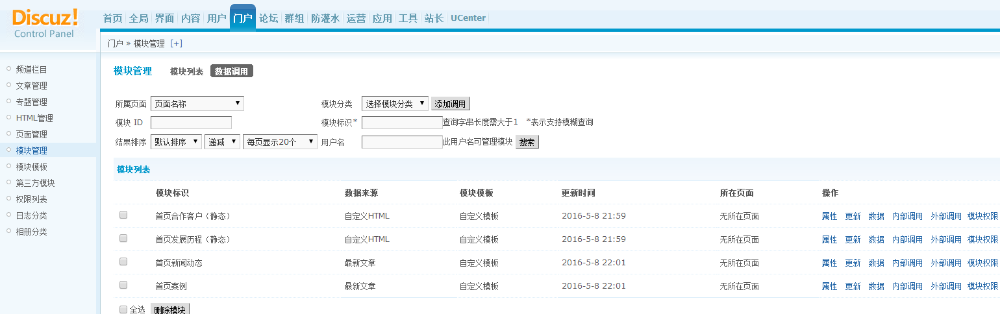 Discuz!
Control Panel
首页 全局 界面 内容 用户 门户 论坛 群组 防灌水 运营 应用 工具 站长 UCenter
门户 » 模块管理 [+]
频道栏目
文章管理
专题管理
HTML管理
页面管理
模块管理
模块模板
第三方模块
权限列表
日志分类
相册分类
模块管理 模块列表 数据调用
所属页面 页面名称 模块分类 选择模块分类 添加调用
模块 ID 模块标识* 查询字串长度需大于1 *表示支持模糊查询
结果排序 默认排序 递减 每页显示20个 用户名 此用户名可管理模块 搜索
模块列表
模块标识 数据来源 模块模板 更新时间 所在页面 操作
首页合作客户（静态） 自定义HTML 自定义模板 2016-5-8 21:59 无所在页面 属性 更新 数据 内部调用 外部调用 模块权限
首页发展历程（静态） 自定义HTML 自定义模板 2016-5-8 21:59 无所在页面 属性 更新 数据 内部调用 外部调用 模块权限
首页新闻动态 最新文章 自定义模板 2016-5-8 22:01 无所在页面 属性 更新 数据 内部调用 外部调用 模块权限
首页案例 最新文章 自定义模板 2016-5-8 22:01 无所在页面 属性 更新 数据 内部调用 外部调用 模块权限
全选 删除模块